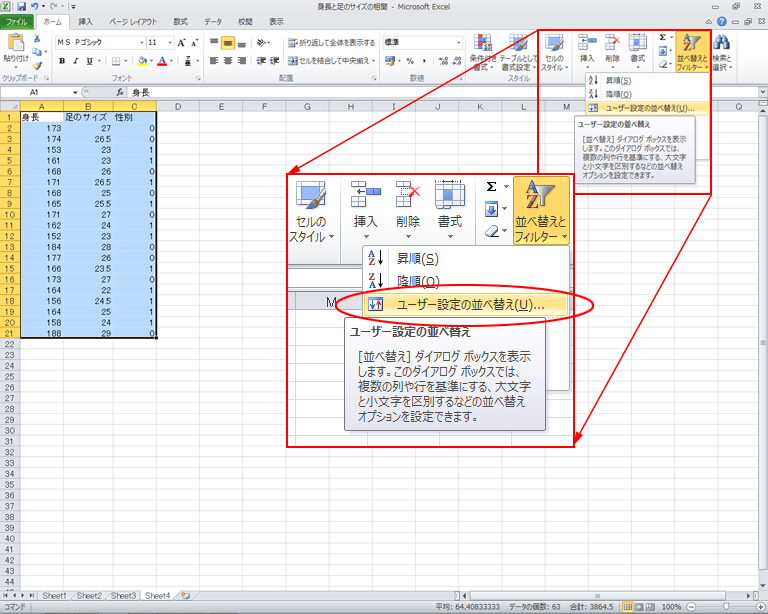 身長と足のサイズの相関 - Microsoft Excel
ファイル ホーム 挿入 ページ レイアウト 数式 データ 校閲 表示
ＭＳ Ｐゴシック 11 折り返して全体を表示する 標準
貼り付け B I U セルを結合して中央揃え 条件付き書式 テーブルとして書式設定 セルのスタイル 挿入 削除 書式 並べ替えとフィルター 検索と選択
クリップボード フォント 配置 数値 スタイル
昇順(S)
降順(O)
ユーザー設定の並べ替え(U)...
ユーザー設定の並べ替え
[並べ替え] ダイアログ ボックスを表示
します。このダイアログ ボックスでは、
複数の列や行を基準にする、大文字
と小文字を区別するなどの並べ替え
オプションを設定できます。
A1 fx 身長
A B C D E F G H I J K L M Q
1 身長 足のサイズ 性別
2 173 27 0
3 174 26.5 0
4 153 23 1
5 161 23 1
6 168 26 0
7 171 26.5 1
8 168 25 0
9 165 25.5 1
10 171 27 0
11 162 24 1
12 152 23 1
13 184 28 0
14 177 26 0
15 166 23.5 1
16 173 27 0
17 164 22 1
18 156 24.5 1
19 164 25 1
20 158 24 1
21 188 29 0
22
23
24
25
26
27
28
29
30
31
32
33
34
35
36
37
38
39
40
41
42
43
44
セルの
スタイル
挿入 削除 書式
Σ
並べ替えと
フィルター
昇順(S)
降順(O)
M
ユーザー設定の並べ替え(U)...
ユーザー設定の並べ替え
[並べ替え] ダイアログ ボックスを表示
します。このダイアログ ボックスでは、
複数の列や行を基準にする、大文字
と小文字を区別するなどの並べ替え
オプションを設定できます。
Sheet1 Sheet2 Sheet3 Sheet4
コマンド 平均: 64.40833333 データの個数: 63 合計: 3864.5 100%